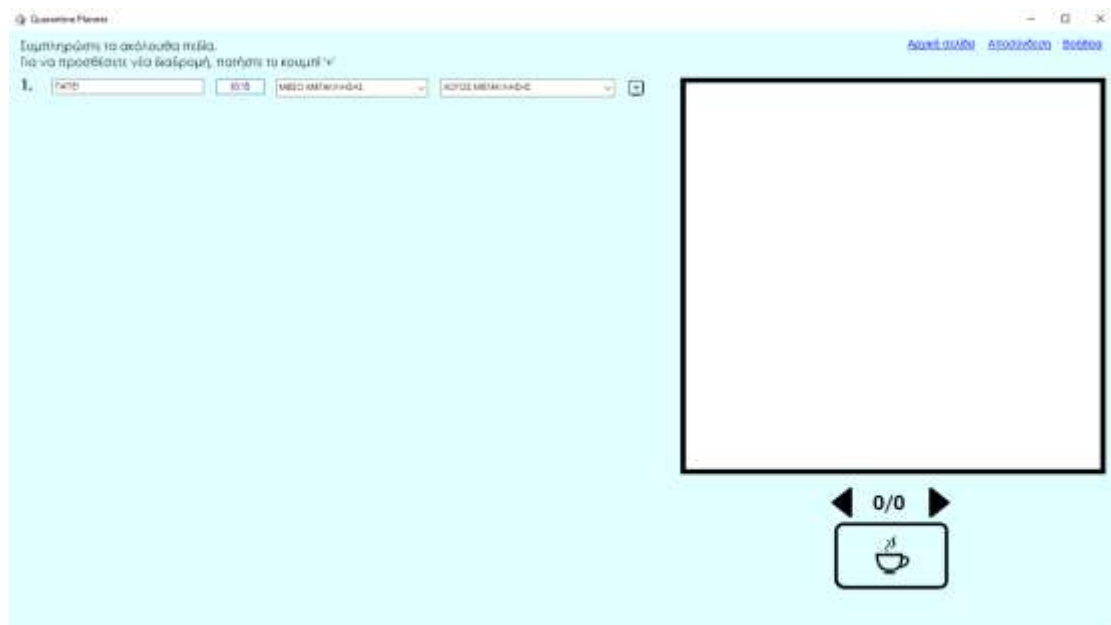 Quarantine Planner
Αρχική σελίδα Αποσύνδεση Βοήθεια
Συμπληρώστε τα ακόλουθα πεδία.
Για να προσθέσετε νέα διαδρομή, πατήστε το κουμπί '+'
1. ΜΕΣΟ ΜΕΤΑΚΙΝΗΣΗΣ ΛΟΓΟΣ ΜΕΤΑΚΙΝΗΣΗΣ +
0/0